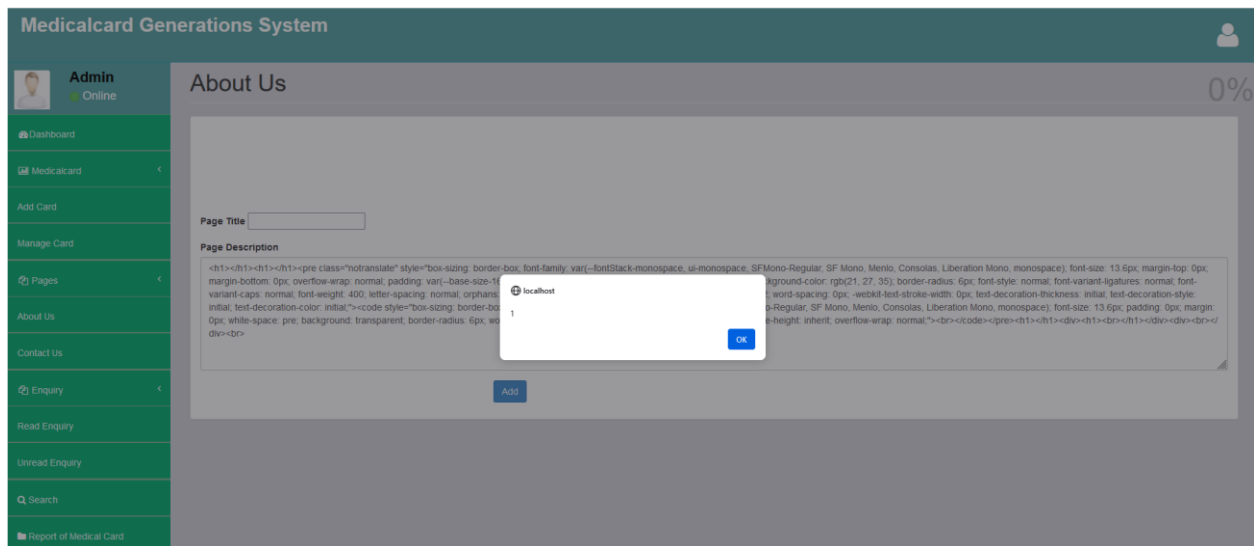 Medicalcard Generations System
Admin
Online
About Us
0%
Dashboard
Medicalcard
Add Card
Manage Card
Pages
About Us
Contact Us
Enquiry
Read Enquiry
Unread Enquiry
Search
Report of Medical Card
Page Title
Page Description
<h1></h1><h1></h1><pre class="notranslate" style="box-sizing: border-box; font-family: var(--fontStack-monospace, ui-monospace, SFMono-Regular, SF Mono, Menlo, Consolas, Liberation Mono, monospace); font-size: 13.6px; margin-top: 0px;
margin-bottom: 0px; overflow-wrap: normal; padding: var(--base-size-16 ckground-color: rgb(21, 27, 35); border-radius: 6px; font-style: normal; font-variant-ligatures: normal; font-
variant-caps: normal; font-weight: 400; letter-spacing: normal; orphans: word-spacing: 0px; -webkit-text-stroke-width: 0px; text-decoration-thickness: initial; text-decoration-style:
initial; text-decoration-color: initial;"><code style="box-sizing: border-box o-Regular, SF Mono, Menlo, Consolas, Liberation Mono, monospace); font-size: 13.6px; padding: 0px; margin:
0px; white-space: pre; background: transparent; border-radius: 6px; wo e-height: inherit; overflow-wrap: normal;"><br></code></pre><h1></h1><div><h1><br></h1></div><div><br></
div><br>
localhost
1
OK
Add